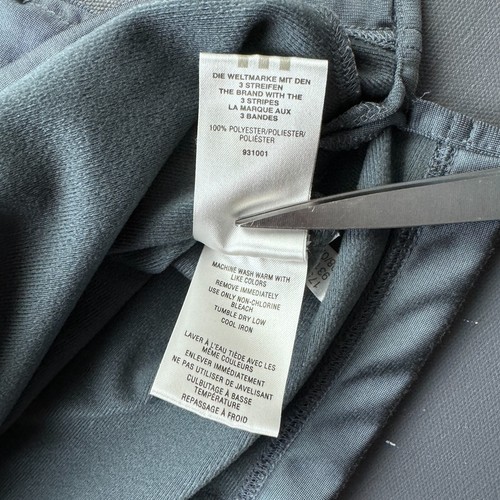 DIE WELTMARKE MIT DEN
3 STREIFEN
THE BRAND WITH THE
3 STRIPES
LA MARQUE AUX
3 BANDES
100% POLYESTER/POLIESTER/
POLIÉSTER
931001
MACHINE WASH WARM WITH
LIKE COLORS
REMOVE IMMEDIATELY
USE ONLY NON-CHLORINE
BLEACH
TUMBLE DRY LOW
COOL IRON
LAVER À L'EAU TIÈDE AVEC LES
MÊME COULEURS
ENLEVER IMMÉDIATEMENT
NE PAS UTILISER DE JAVELISANT
CULBUTAGE À BASSE
TEMPÉRATURE
REPASSAGE À FROID